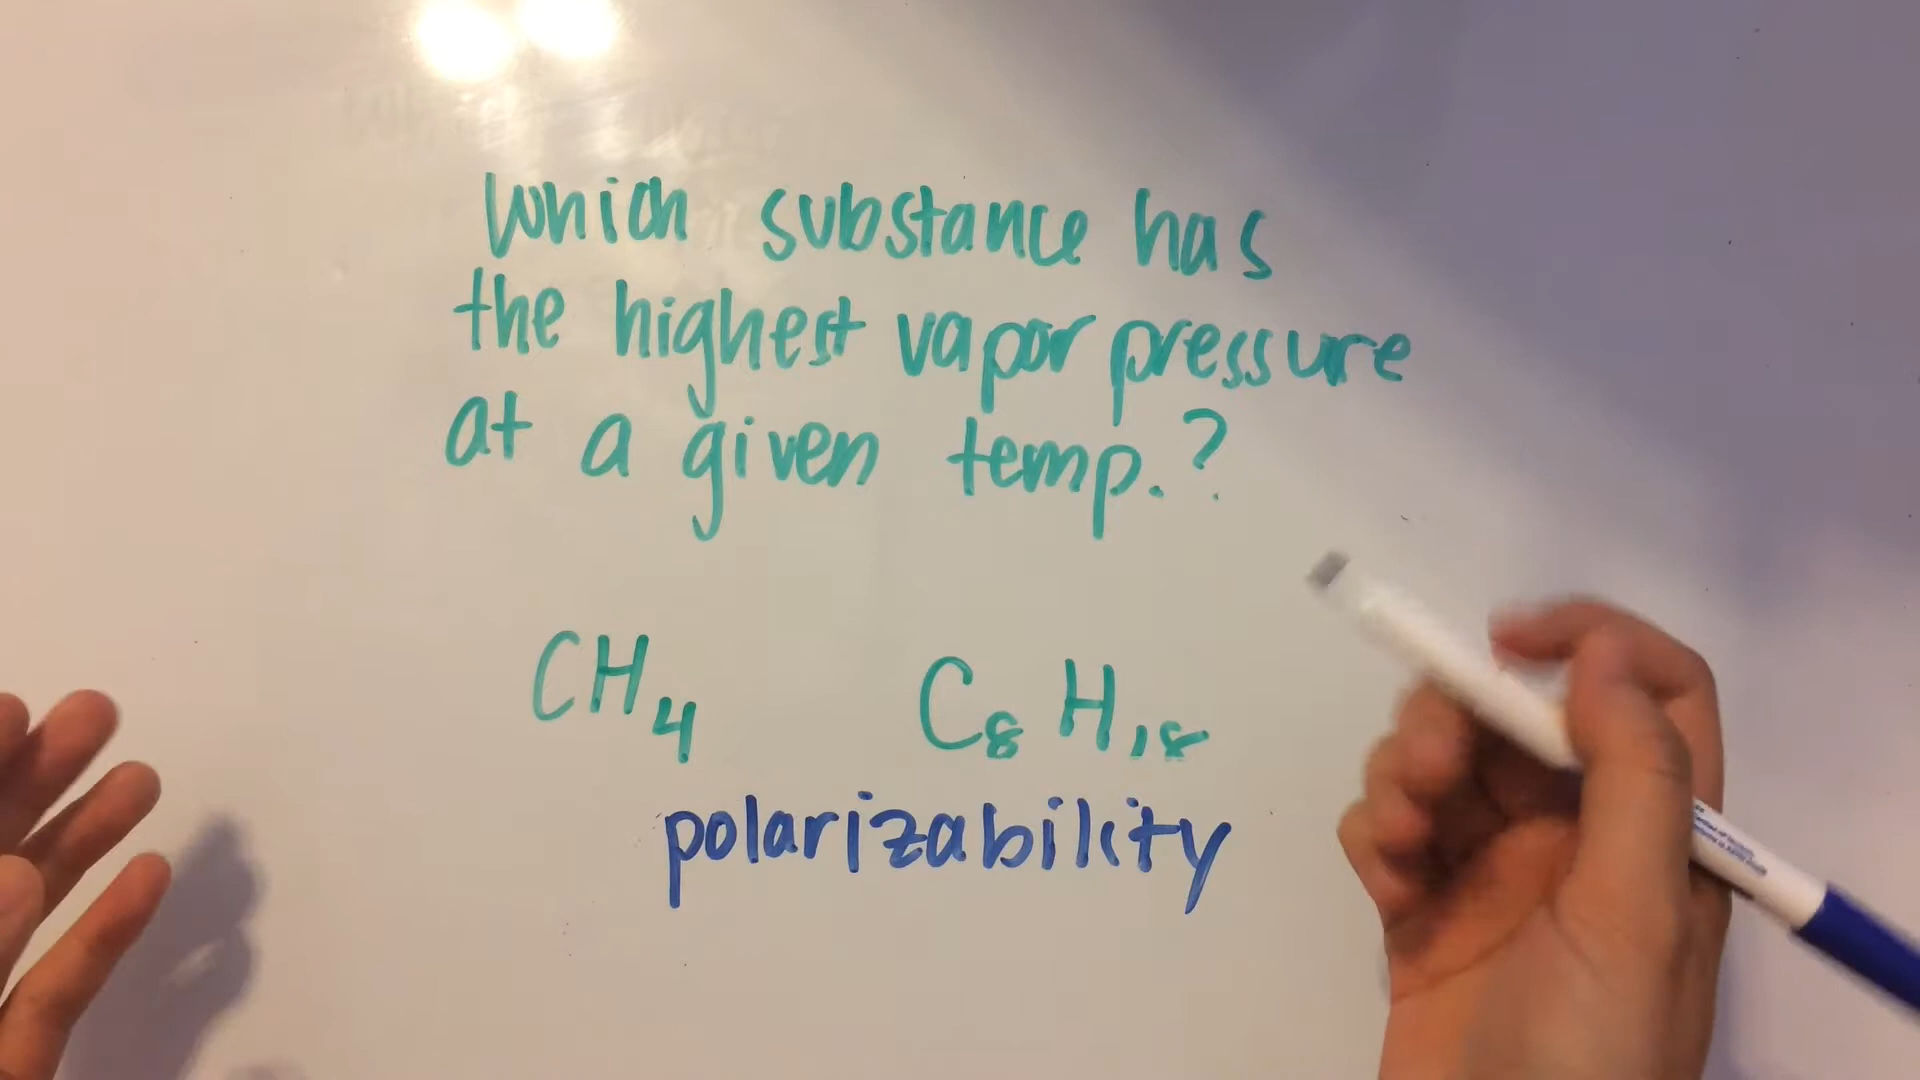 Which substance has
the highest vapor pressure
at a given temp.?
CH₄ C₈H₁₈
polarizability